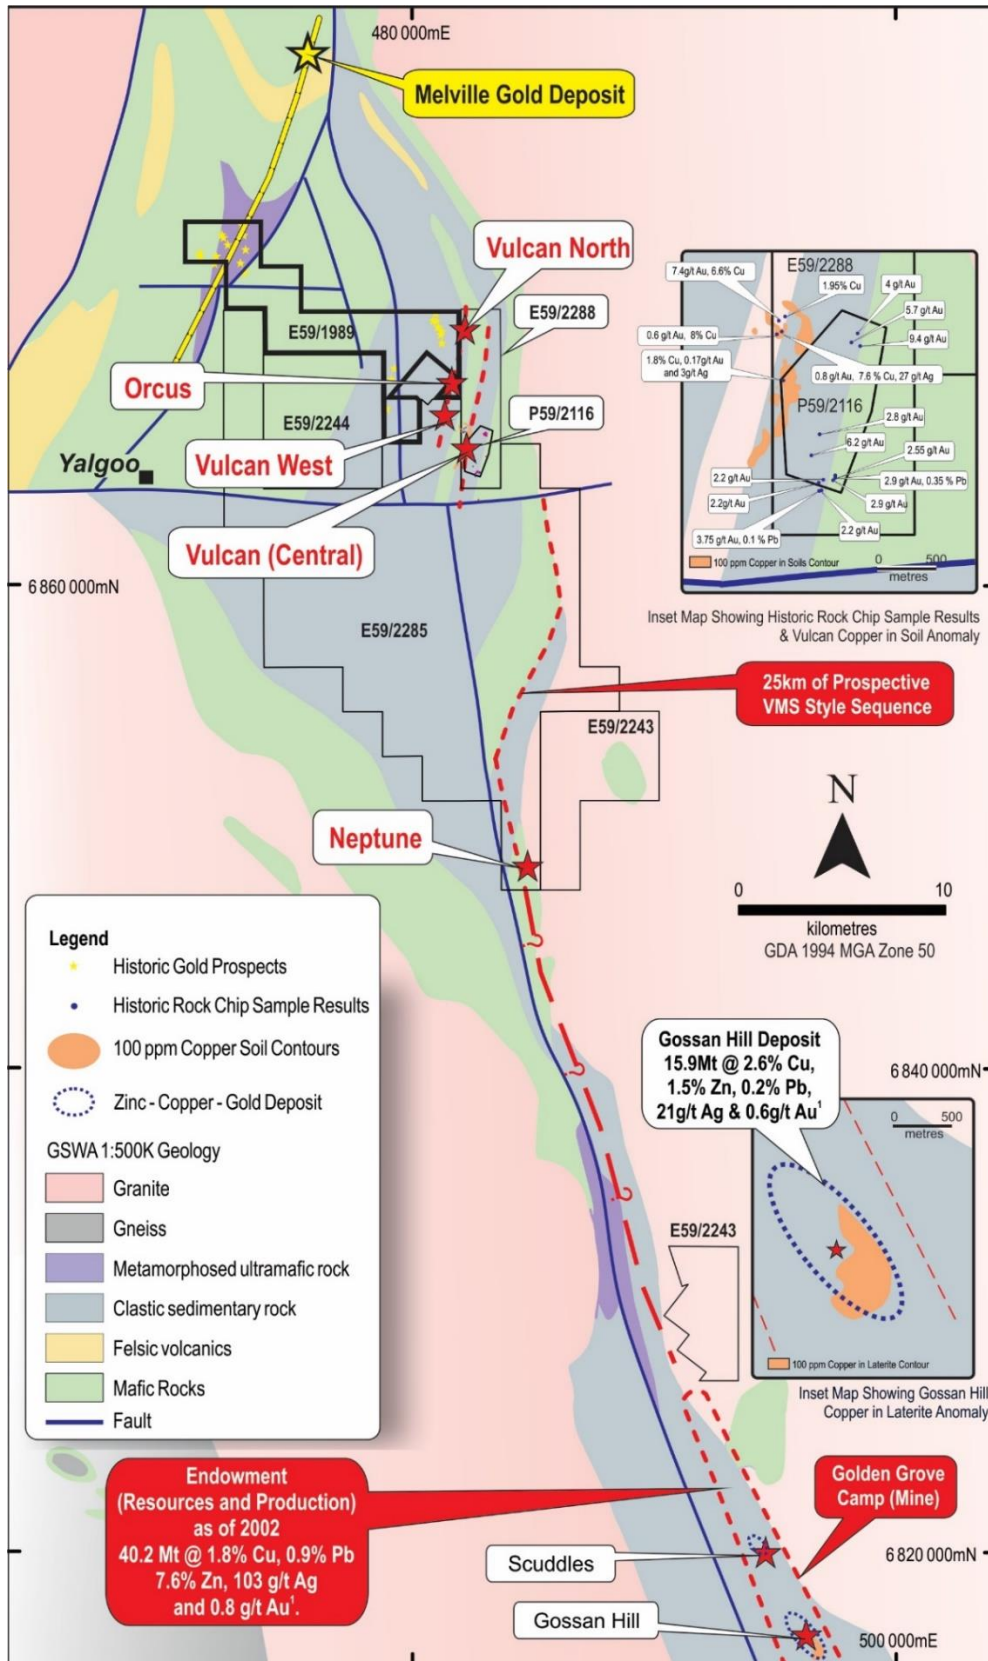 480 000mE
Melville Gold Deposit
Vulcan North
E59/2288
E59/1989
Orcus
P59/2116
E59/2244
Yalgoo
Vulcan West
Vulcan (Central)
6 860 000mN
E59/2285
E59/2288
7.4g/t Au, 6.6% Cu
1.95% Cu
4 g/t Au
5.7 g/t Au
0.6 g/t Au, 8% Cu
9.4 g/t Au
1.8% Cu, 0.17g/t Au
and 3g/t Ag
0.8 g/t Au, 7.6 % Cu, 27 g/t Ag
P59/2116
2.8 g/t Au
6.2 g/t Au
2.55 g/t Au
2.2 g/t Au
2.9 g/t Au, 0.35 % Pb
2.2g/t Au
2.9 g/t Au
3.75 g/t Au, 0.1 % Pb
2.2 g/t Au
0 500
metres
100 ppm Copper in Soils Contour
Inset Map Showing Historic Rock Chip Sample Results
& Vulcan Copper in Soil Anomaly
25km of Prospective
VMS Style Sequence
E59/2243
N
Neptune
0 10
kilometres
GDA 1994 MGA Zone 50
?
?
?
Legend
Historic Gold Prospects
Historic Rock Chip Sample Results
100 ppm Copper Soil Contours
Zinc - Copper - Gold Deposit
GSWA 1:500K Geology
Granite
Gneiss
Metamorphosed ultramafic rock
Clastic sedimentary rock
Felsic volcanics
Mafic Rocks
Fault
Gossan Hill Deposit
15.9Mt @ 2.6% Cu,
1.5% Zn, 0.2% Pb,
21g/t Ag & 0.6g/t Au¹
6 840 000mN
0 500
metres
E59/2243
100 ppm Copper in Laterite Contour
Inset Map Showing Gossan Hill
Copper in Laterite Anomaly
Endowment
(Resources and Production)
as of 2002
40.2 Mt @ 1.8% Cu, 0.9% Pb
7.6% Zn, 103 g/t Ag
and 0.8 g/t Au¹.
Golden Grove
Camp (Mine)
Scuddles
6 820 000mN
Gossan Hill
500 000mE